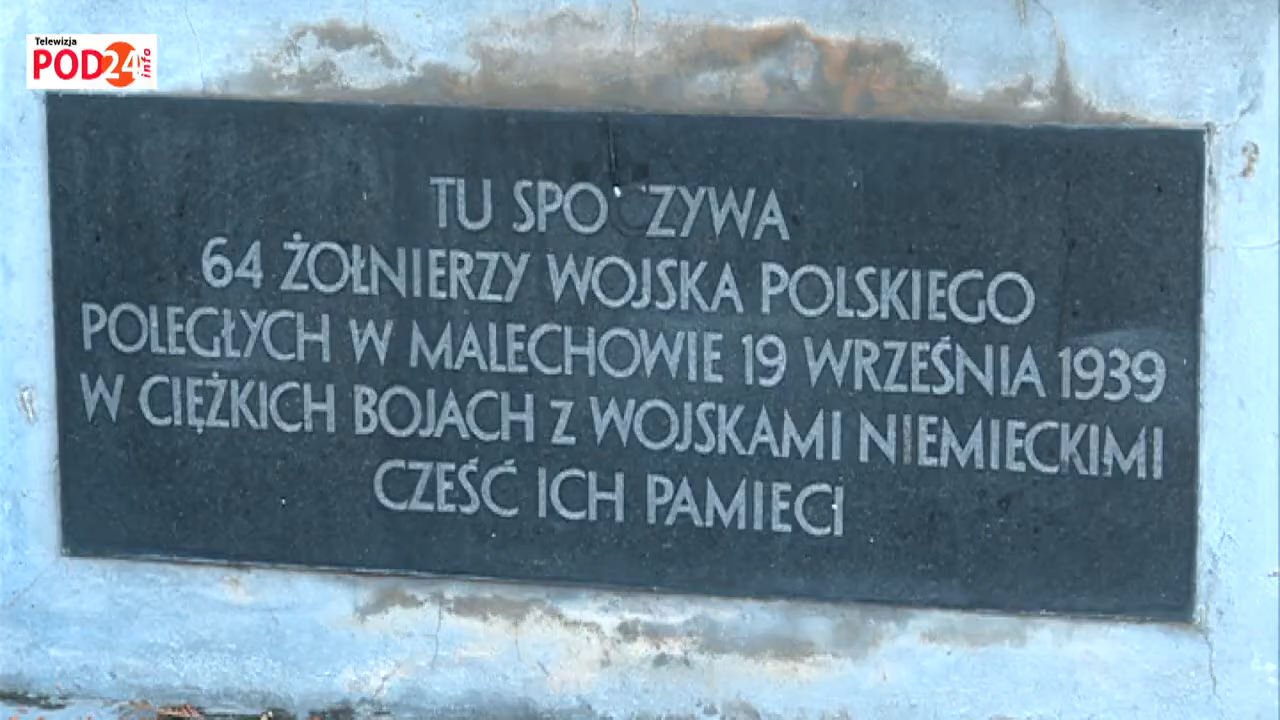 Telewizja
POD24 info
TU SPOCZYWA
64 ŻOŁNIERZY WOJSKA POLSKIEGO
POLEGŁYCH W MALECHOWIE 19 WRZEŚNIA 1939
W CIĘŻKICH BOJACH Z WOJSKAMI NIEMIECKIMI
CZEŚĆ ICH PAMIECI